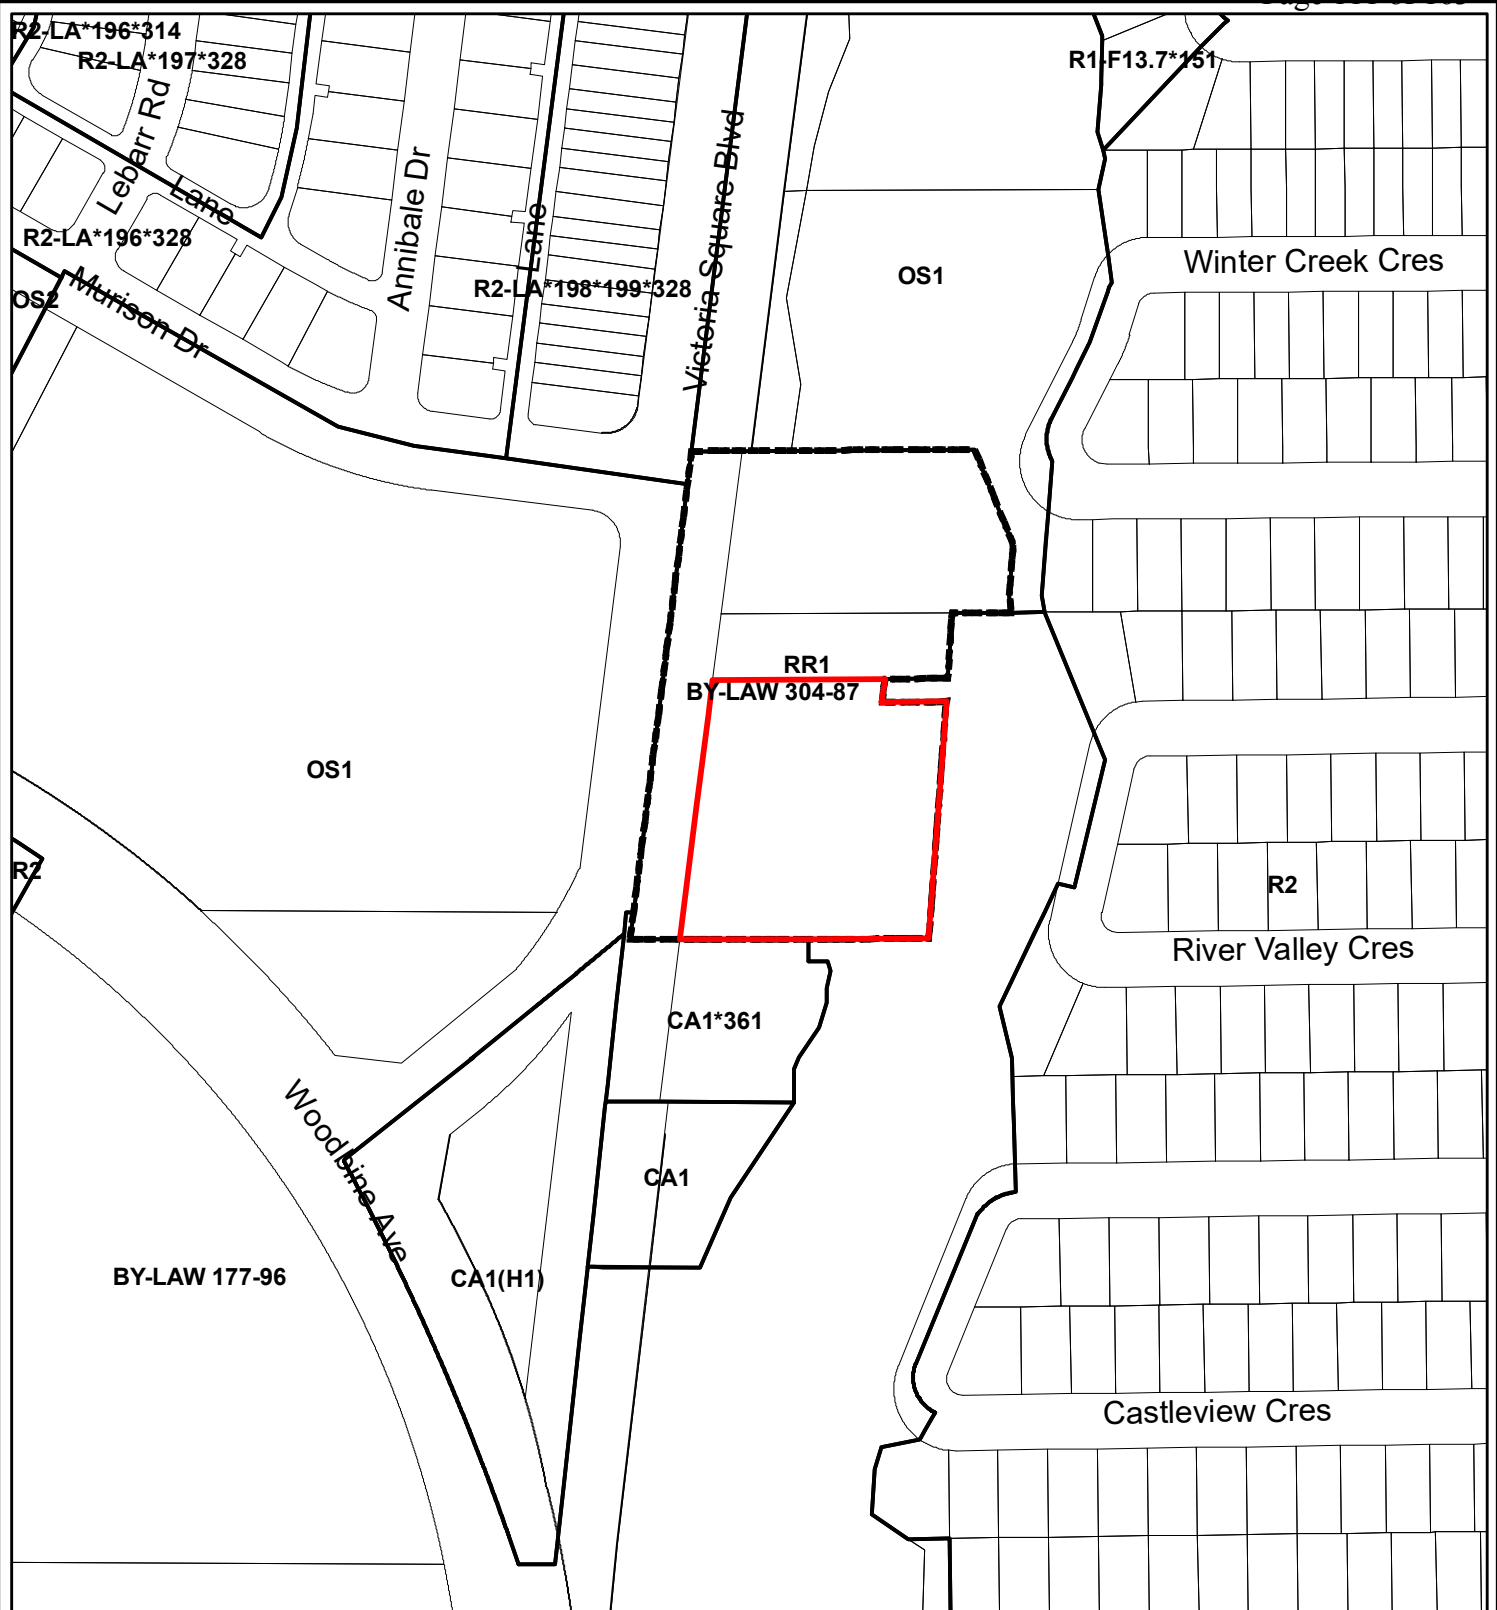 R2-LA*196*314
R2-LA*197*328
R1-F13.7*151
Lebarr Rd
Lane
Annibale Dr
Lane
Victoria Square Blvd
R2-LA*196*328
Winter Creek Cres
OS1
R2-LA*198*199*328
OS2
Murison Dr
RR1
BY-LAW 304-87
OS1
R2
R2
River Valley Cres
CA1*361
Woodbine Ave
CA1
BY-LAW 177-96
CA1(H1)
Castleview Cres